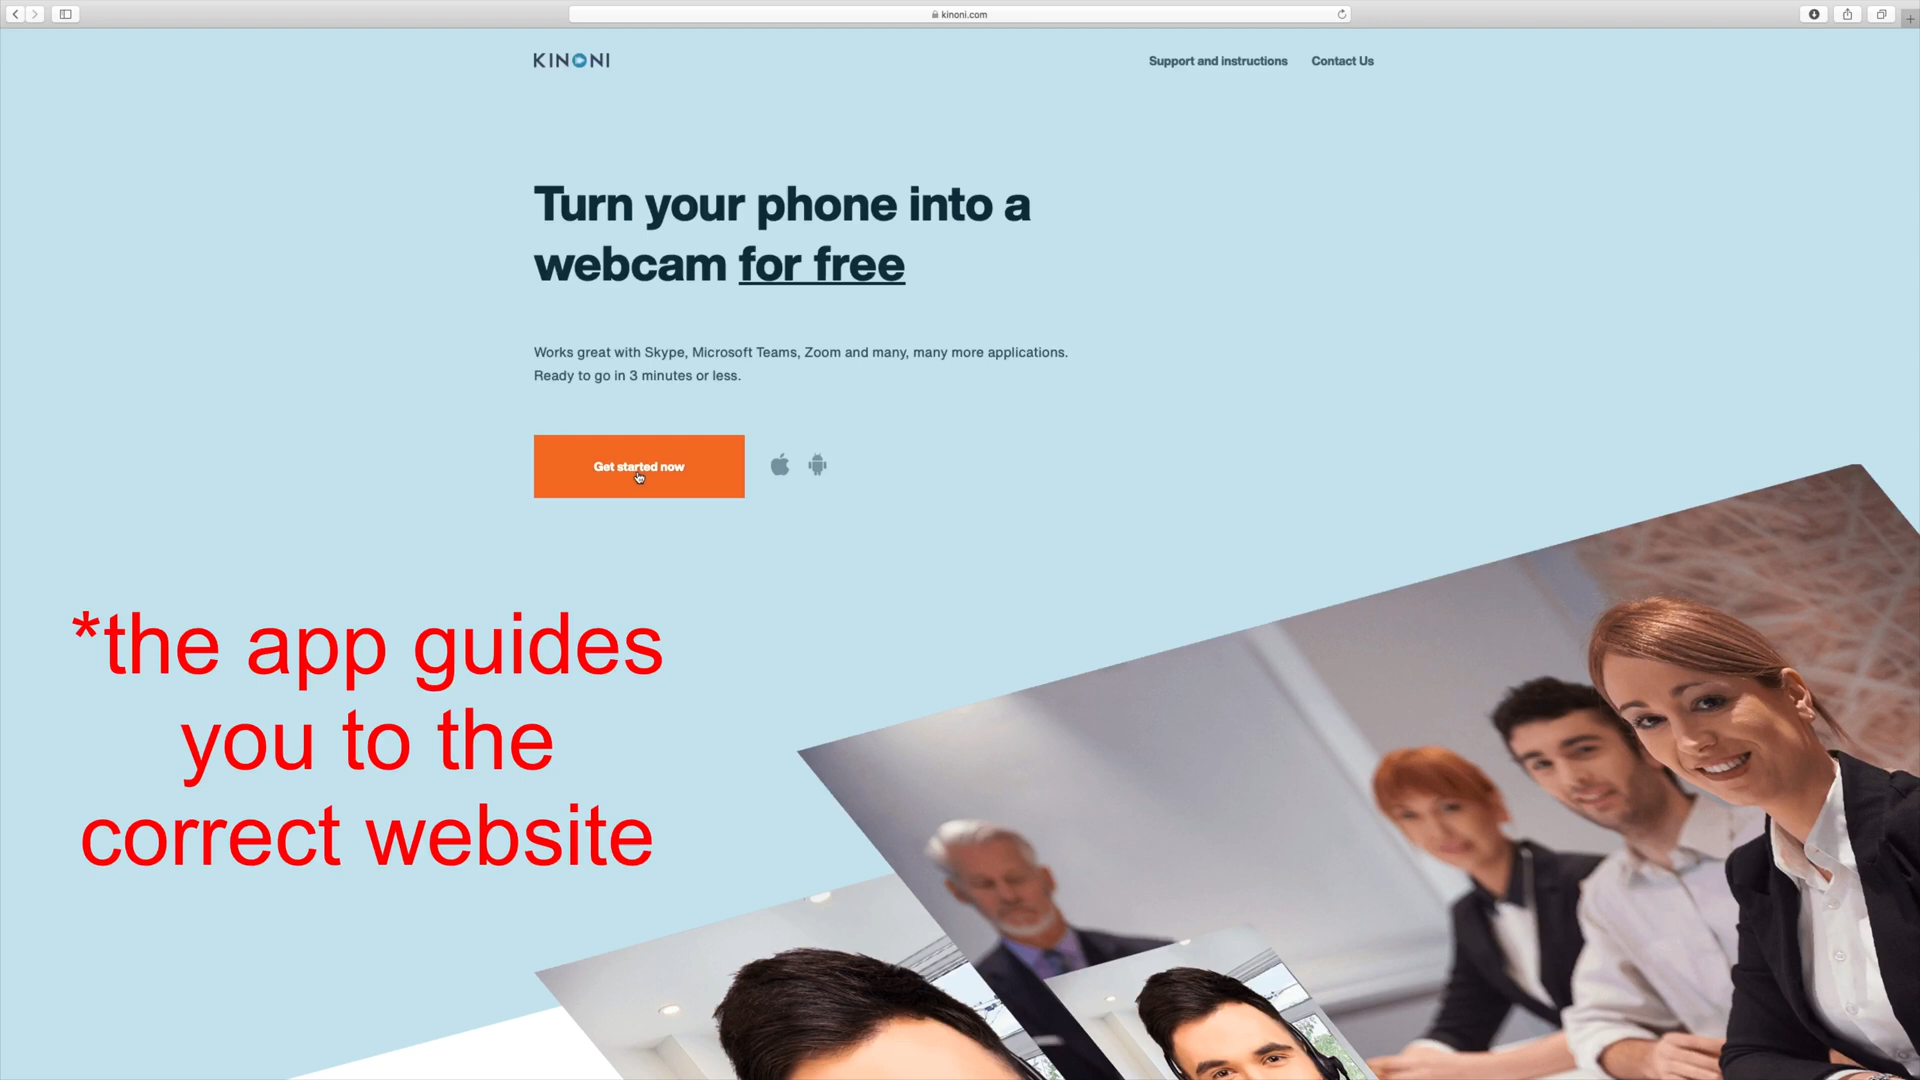 kinoni.com
KINONI
Support and instructions
Contact Us
Turn your phone into a
webcam for free
Works great with Skype, Microsoft Teams, Zoom and many, many more applications.
Ready to go in 3 minutes or less.
Get started now
*the app guides
you to the
correct website